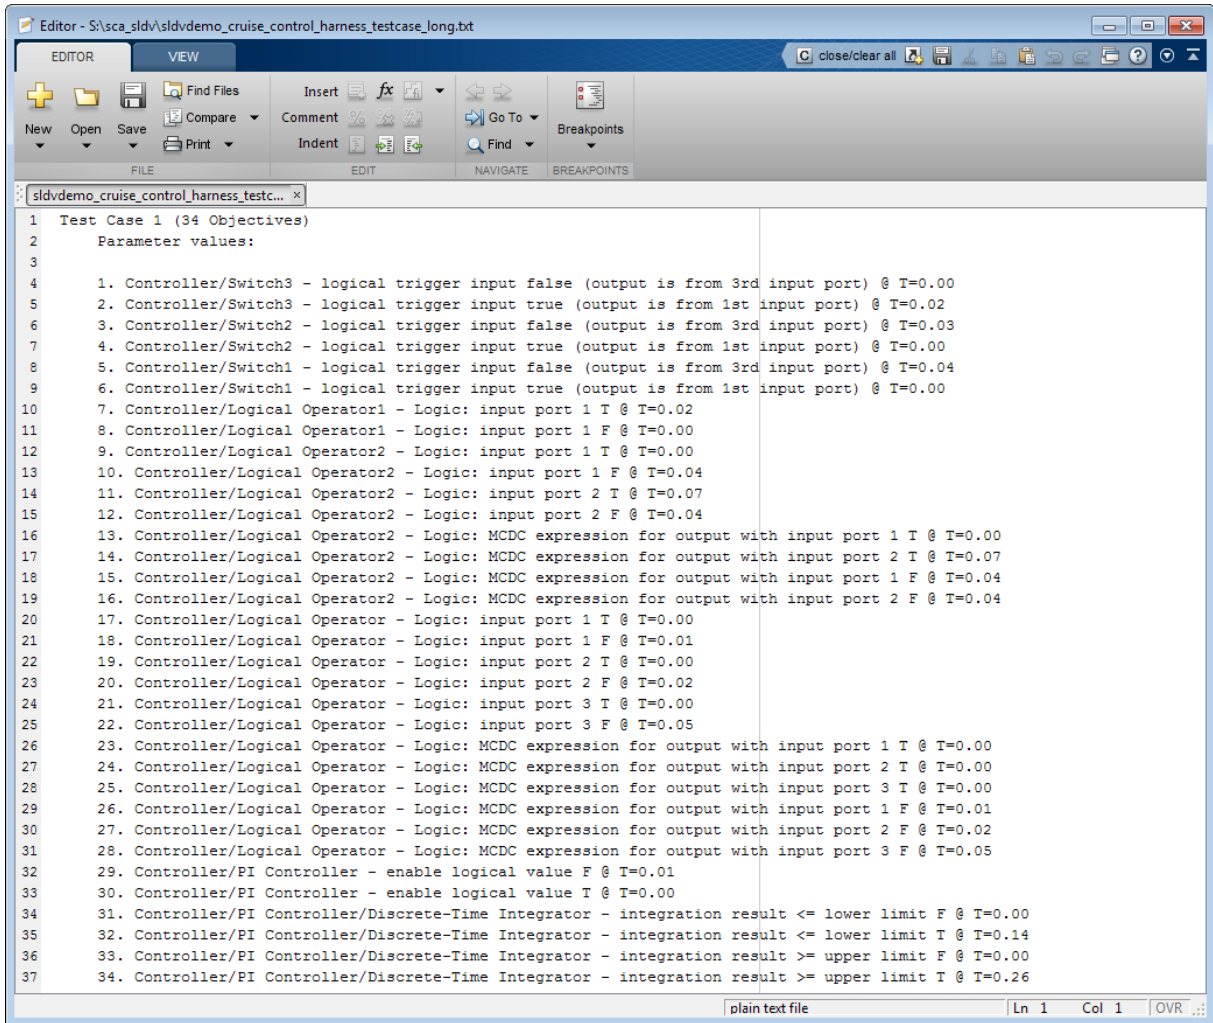 Editor - S:\sca_sldv\sldvdemo_cruise_control_harness_testcase_long.txt
EDITOR VIEW C close/clear all
Find Files Insert fx
New Open Save Compare Comment Go To Breakpoints
Print Indent Find
FILE EDIT NAVIGATE BREAKPOINTS
sldvdemo_cruise_control_harness_testc... ×
1 Test Case 1 (34 Objectives)
2 Parameter values:
3
4 1. Controller/Switch3 - logical trigger input false (output is from 3rd input port) @ T=0.00
5 2. Controller/Switch3 - logical trigger input true (output is from 1st input port) @ T=0.02
6 3. Controller/Switch2 - logical trigger input false (output is from 3rd input port) @ T=0.03
7 4. Controller/Switch2 - logical trigger input true (output is from 1st input port) @ T=0.00
8 5. Controller/Switch1 - logical trigger input false (output is from 3rd input port) @ T=0.04
9 6. Controller/Switch1 - logical trigger input true (output is from 1st input port) @ T=0.00
10 7. Controller/Logical Operator1 - Logic: input port 1 T @ T=0.02
11 8. Controller/Logical Operator1 - Logic: input port 1 F @ T=0.00
12 9. Controller/Logical Operator2 - Logic: input port 1 T @ T=0.00
13 10. Controller/Logical Operator2 - Logic: input port 1 F @ T=0.04
14 11. Controller/Logical Operator2 - Logic: input port 2 T @ T=0.07
15 12. Controller/Logical Operator2 - Logic: input port 2 F @ T=0.04
16 13. Controller/Logical Operator2 - Logic: MCDC expression for output with input port 1 T @ T=0.00
17 14. Controller/Logical Operator2 - Logic: MCDC expression for output with input port 2 T @ T=0.07
18 15. Controller/Logical Operator2 - Logic: MCDC expression for output with input port 1 F @ T=0.04
19 16. Controller/Logical Operator2 - Logic: MCDC expression for output with input port 2 F @ T=0.04
20 17. Controller/Logical Operator - Logic: input port 1 T @ T=0.00
21 18. Controller/Logical Operator - Logic: input port 1 F @ T=0.01
22 19. Controller/Logical Operator - Logic: input port 2 T @ T=0.00
23 20. Controller/Logical Operator - Logic: input port 2 F @ T=0.02
24 21. Controller/Logical Operator - Logic: input port 3 T @ T=0.00
25 22. Controller/Logical Operator - Logic: input port 3 F @ T=0.05
26 23. Controller/Logical Operator - Logic: MCDC expression for output with input port 1 T @ T=0.00
27 24. Controller/Logical Operator - Logic: MCDC expression for output with input port 2 T @ T=0.00
28 25. Controller/Logical Operator - Logic: MCDC expression for output with input port 3 T @ T=0.00
29 26. Controller/Logical Operator - Logic: MCDC expression for output with input port 1 F @ T=0.01
30 27. Controller/Logical Operator - Logic: MCDC expression for output with input port 2 F @ T=0.02
31 28. Controller/Logical Operator - Logic: MCDC expression for output with input port 3 F @ T=0.05
32 29. Controller/PI Controller - enable logical value F @ T=0.01
33 30. Controller/PI Controller - enable logical value T @ T=0.00
34 31. Controller/PI Controller/Discrete-Time Integrator - integration result <= lower limit F @ T=0.00
35 32. Controller/PI Controller/Discrete-Time Integrator - integration result <= lower limit T @ T=0.14
36 33. Controller/PI Controller/Discrete-Time Integrator - integration result >= upper limit F @ T=0.00
37 34. Controller/PI Controller/Discrete-Time Integrator - integration result >= upper limit T @ T=0.26
plain text file Ln 1 Col 1 OVR